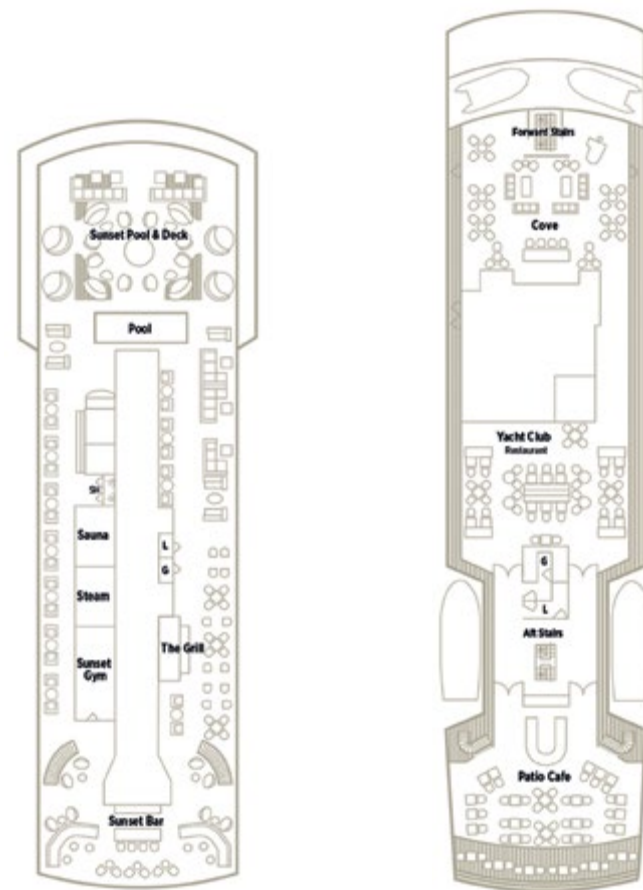 Sunset Pool & Deck
Pool
SH
Sauna
L
G
Steam
The Grill
Sunset
Gym
Sunset Bar
Forward Stairs
Cove
Yacht Club
Restaurant
G
L
Aft Stairs
Patio Cafe